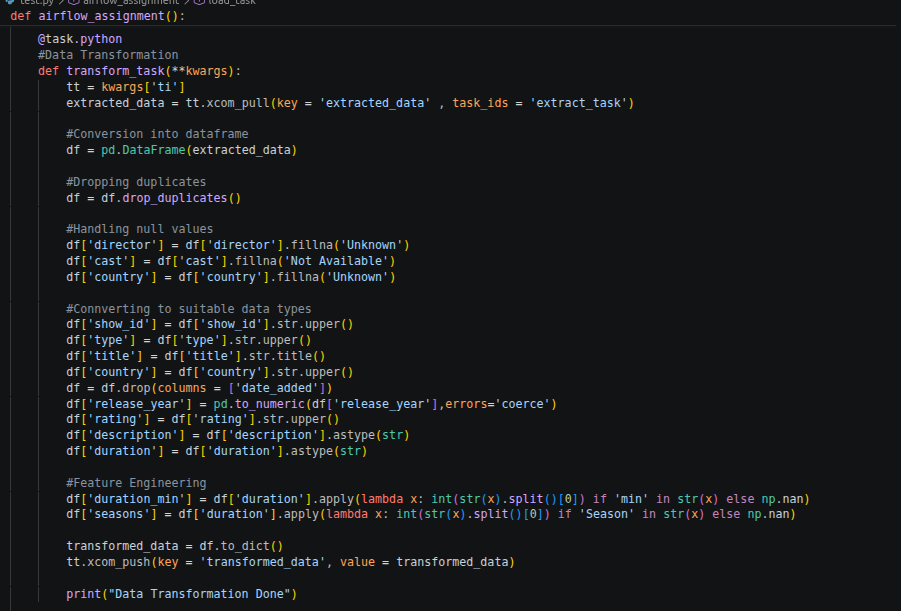 test.py > airflow_assignment > load_task
def airflow_assignment():
@task.python
#Data Transformation
def transform_task(**kwargs):
tt = kwargs['ti']
extracted_data = tt.xcom_pull(key = 'extracted_data' , task_ids = 'extract_task')
#Conversion into dataframe
df = pd.DataFrame(extracted_data)
#Dropping duplicates
df = df.drop_duplicates()
#Handling null values
df['director'] = df['director'].fillna('Unknown')
df['cast'] = df['cast'].fillna('Not Available')
df['country'] = df['country'].fillna('Unknown')
#Connverting to suitable data types
df['show_id'] = df['show_id'].str.upper()
df['type'] = df['type'].str.upper()
df['title'] = df['title'].str.title()
df['country'] = df['country'].str.upper()
df = df.drop(columns = ['date_added'])
df['release_year'] = pd.to_numeric(df['release_year'],errors='coerce')
df['rating'] = df['rating'].str.upper()
df['description'] = df['description'].astype(str)
df['duration'] = df['duration'].astype(str)
#Feature Engineering
df['duration_min'] = df['duration'].apply(lambda x: int(str(x).split()[0]) if 'min' in str(x) else np.nan)
df['seasons'] = df['duration'].apply(lambda x: int(str(x).split()[0]) if 'Season' in str(x) else np.nan)
transformed_data = df.to_dict()
tt.xcom_push(key = 'transformed_data', value = transformed_data)
print("Data Transformation Done")